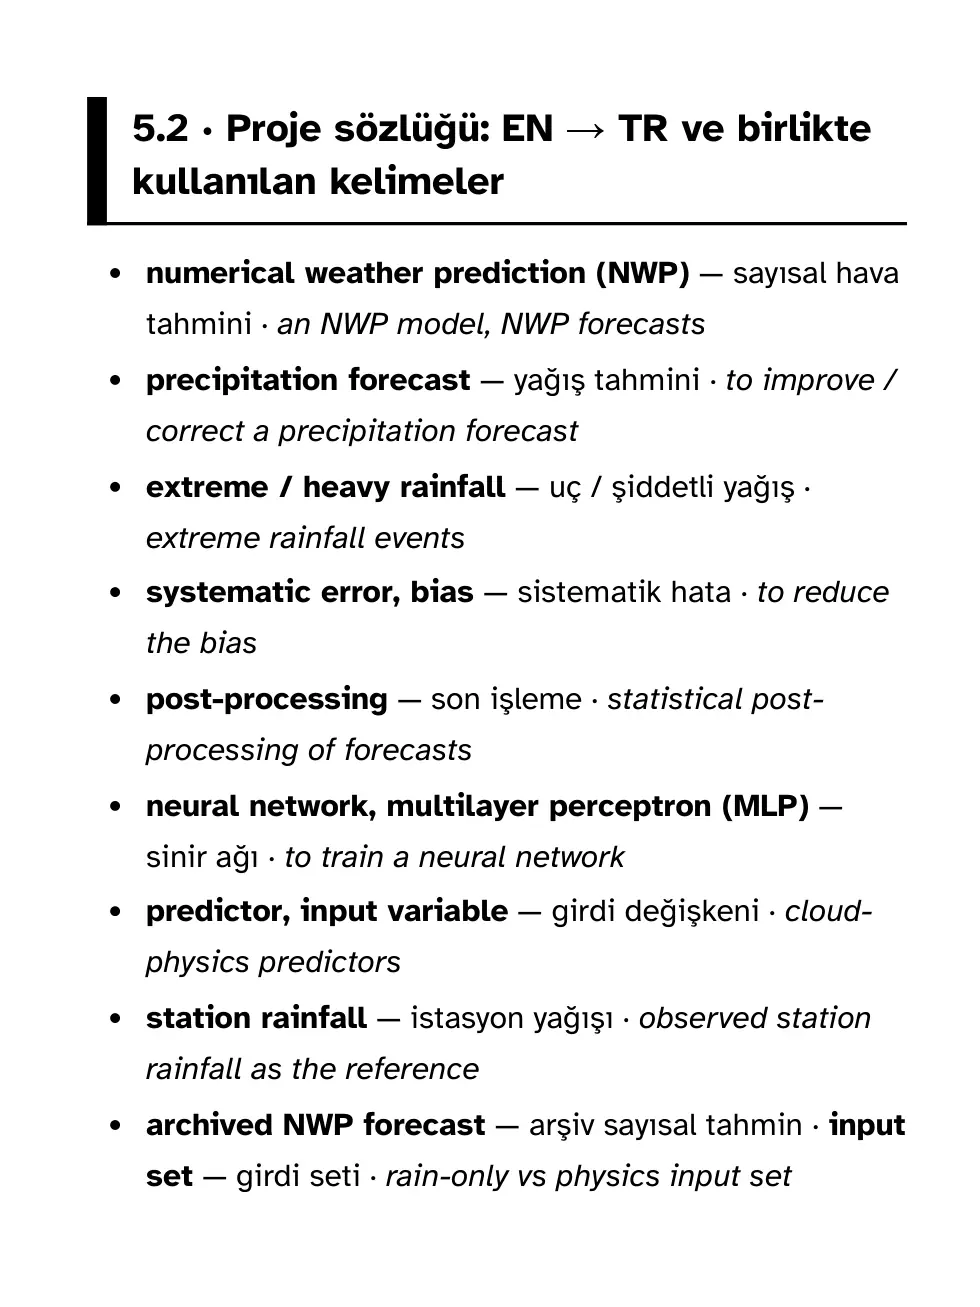 5.2 · Proje sözlüğü: EN → TR ve birlikte
kullanılan kelimeler
• numerical weather prediction (NWP) — sayısal hava
tahmini · an NWP model, NWP forecasts
• precipitation forecast — yağış tahmini · to improve /
correct a precipitation forecast
• extreme / heavy rainfall — uç / şiddetli yağış ·
extreme rainfall events
• systematic error, bias — sistematik hata · to reduce
the bias
• post-processing — son işleme · statistical post-
processing of forecasts
• neural network, multilayer perceptron (MLP) —
sinir ağı · to train a neural network
• predictor, input variable — girdi değişkeni · cloud-
physics predictors
• station rainfall — istasyon yağışı · observed station
rainfall as the reference
• archived NWP forecast — arşiv sayısal tahmin · input
set — girdi seti · rain-only vs physics input set